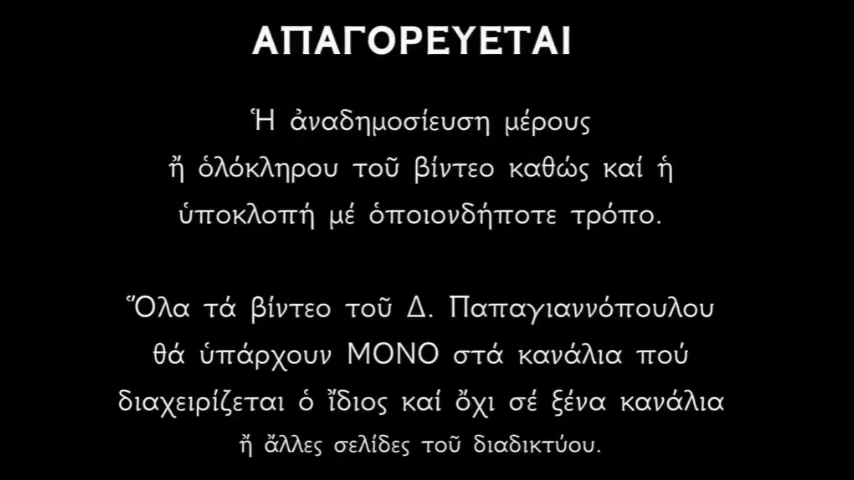 ΑΠΑΓΟΡΕΥΕΤΑΙ
Ἡ ἀναδημοσίευση μέρους
ἤ ὁλόκληρου τοῦ βίντεο καθώς καί ἡ
ὑποκλοπή μέ ὁποιονδήποτε τρόπο.
Ὅλα τά βίντεο τοῦ Δ. Παπαγιαννόπουλου
θά ὑπάρχουν ΜΟΝΟ στά κανάλια πού
διαχειρίζεται ὁ ἴδιος καί ὄχι σέ ξένα κανάλια
ἤ ἄλλες σελίδες τοῦ διαδικτύου.